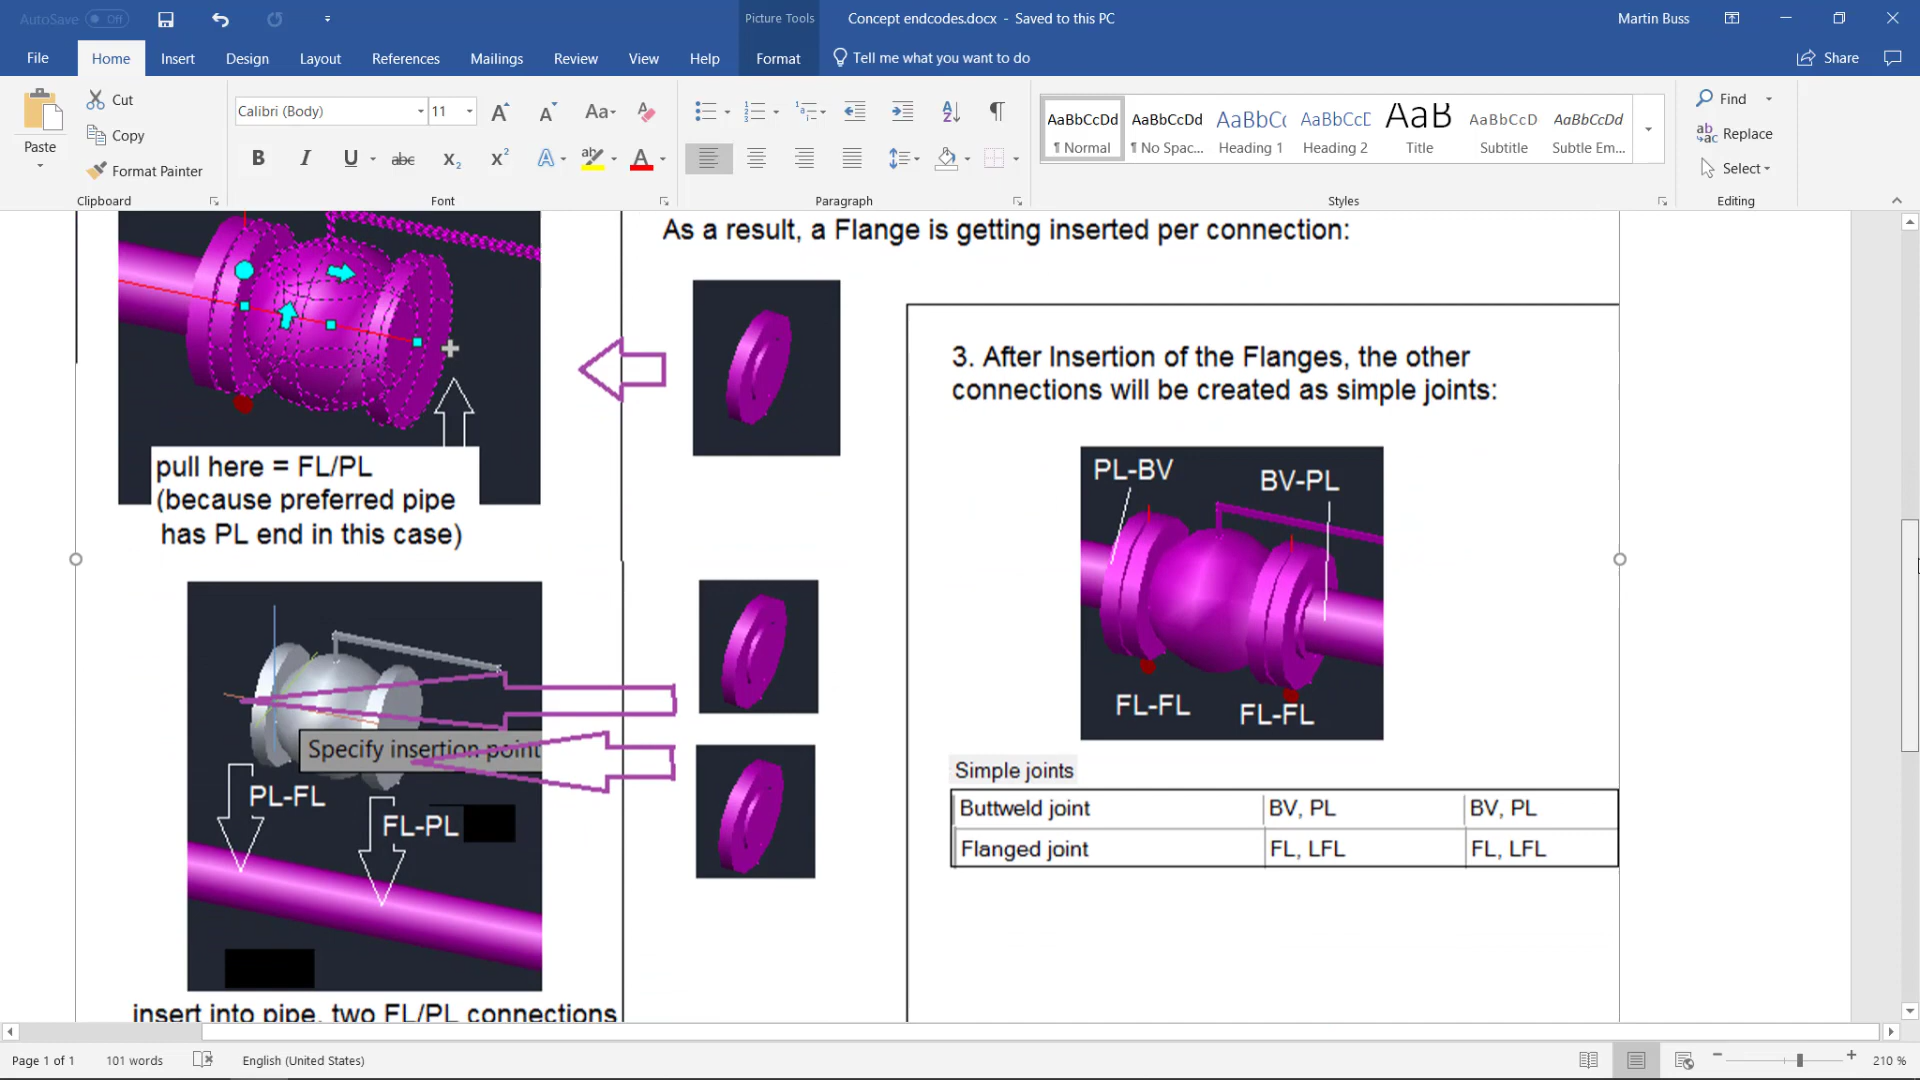 AutoSave
Off
Picture Tools
Concept endcodes.docx - Saved to this PC
Martin Buss
File
Home
Insert
Design
Layout
References
Mailings
Review
View
Help
Format
Tell me what you want to do
Share
Paste
Cut
Copy
Format Painter
Clipboard
Calibri (Body)
11
Font
Paragraph
AaBbCcDd
¶ Normal
AaBbCcDd
¶ No Spac...
AaBbCc
Heading 1
AaBbCcD
Heading 2
AaB
Title
AaBbCcD
Subtitle
AaBbCcDd
Subtle Em...
Styles
Find
Replace
Select
Editing
As a result, a Flange is getting inserted per connection:
pull here = FL/PL
(because preferred pipe
has PL end in this case)
Specify insertion point
PL-FL
FL-PL
insert into pipe, two FL/PL connections
3. After Insertion of the Flanges, the other
connections will be created as simple joints:
PL-BV
BV-PL
FL-FL
FL-FL
Simple joints
Buttweld joint BV, PL BV, PL
Flanged joint FL, LFL FL, LFL
Page 1 of 1
101 words
English (United States)
210 %